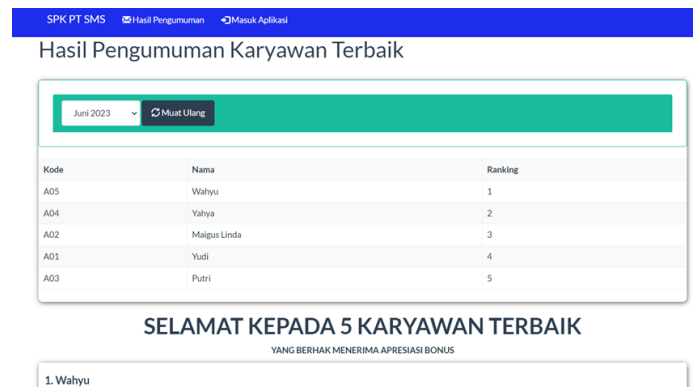 SPK PT SMS Hasil Pengumuman Masuk Aplikasi
Hasil Pengumuman Karyawan Terbaik
Juni 2023 Muat Ulang
Kode Nama Ranking
A05 Wahyu 1
A04 Yahya 2
A02 Maigus Linda 3
A01 Yudi 4
A03 Putri 5
SELAMAT KEPADA 5 KARYAWAN TERBAIK
YANG BERHAK MENERIMA APRESIASI BONUS
1. Wahyu